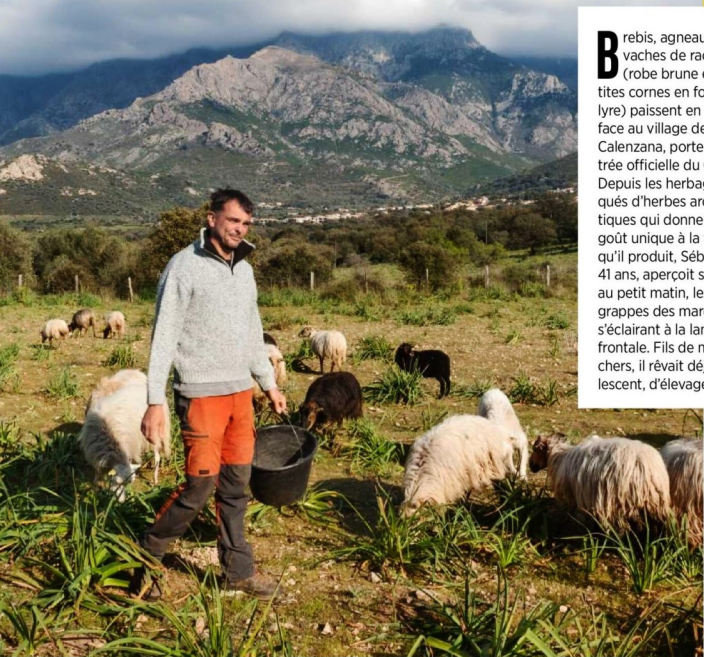 Brebis, agneau
vaches de rac
(robe brune e
tites cornes en fo
lyre) paissent en
face au village de
Calenzana, porte
trée officielle du
Depuis les herbag
qués d'herbes aro
tiques qui donne
goût unique à la
qu'il produit, Séb
41 ans, aperçoit s
au petit matin, le
grappes des marc
s'éclairant à la lam
frontale. Fils de m
chers, il rêvait déj
lescent, d'élevage